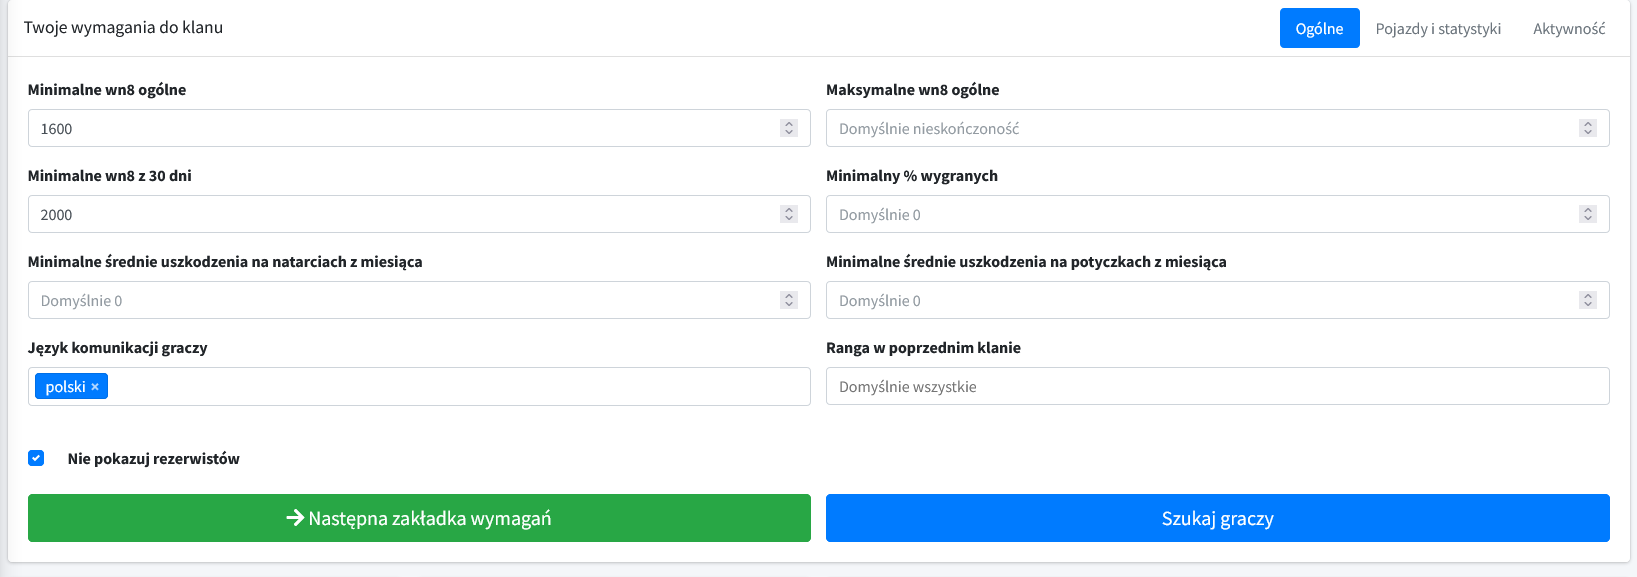 Twoje wymagania do klanu
Ogólne
Pojazdy i statystyki
Aktywność
Minimalne wn8 ogólne
Maksymalne wn8 ogólne
1600
Domyślnie nieskończoność
Minimalne wn8 z 30 dni
Minimalny % wygranych
2000
Domyślnie 0
Minimalne średnie uszkodzenia na natarciach z miesiąca
Minimalne średnie uszkodzenia na potyczkach z miesiąca
Domyślnie 0
Domyślnie 0
Język komunikacji graczy
Ranga w poprzednim klanie
polski ×
Domyślnie wszystkie
Nie pokazuj rezerwistów
Następna zakładka wymagań
Szukaj graczy